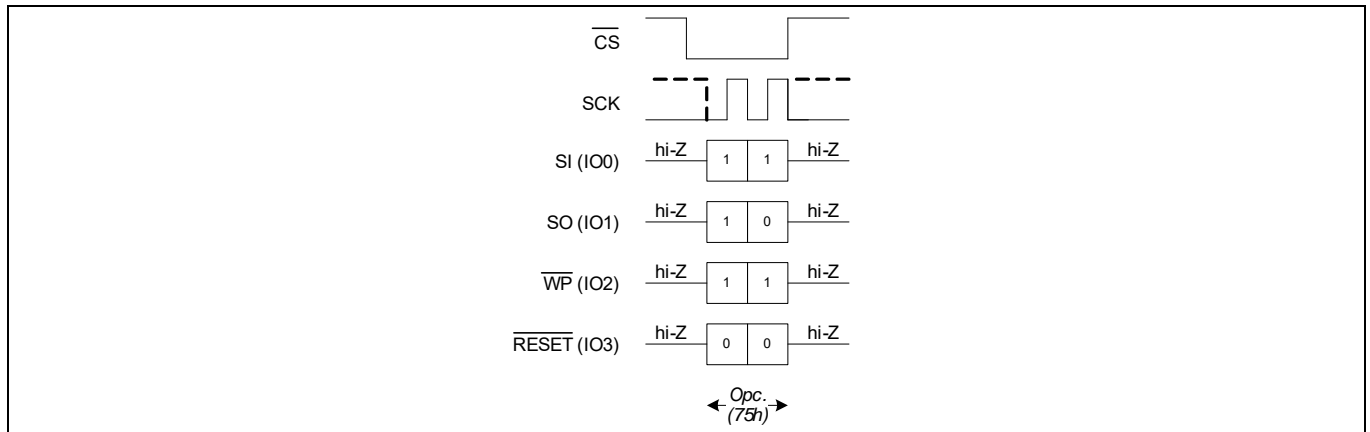 CS
SCK
SI (IO0) hi-Z 1 1 hi-Z
SO (IO1) hi-Z 1 0 hi-Z
WP (IO2) hi-Z 1 1 hi-Z
RESET (IO3) hi-Z 0 0 hi-Z
Opc.
(75h)